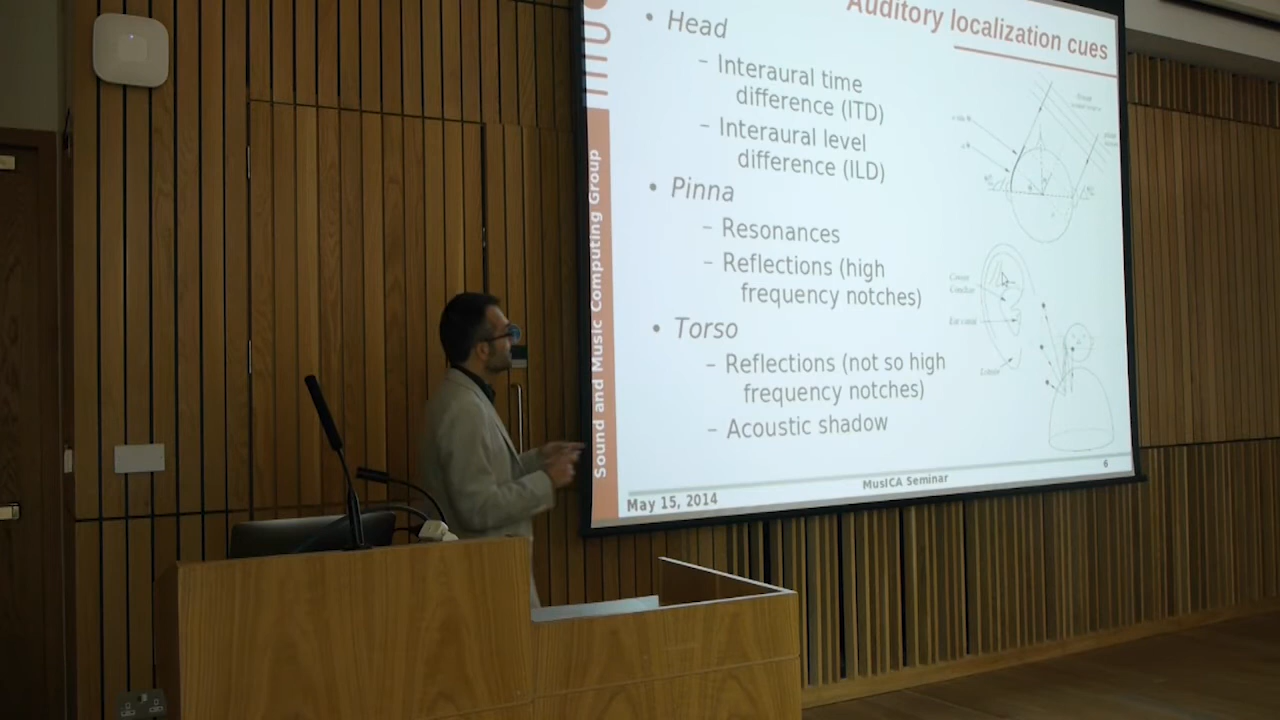 Auditory localization cues
• Head
– Interaural time
difference (ITD)
– Interaural level
difference (ILD)
• Pinna
– Resonances
– Reflections (high
frequency notches)
• Torso
– Reflections (not so high
frequency notches)
– Acoustic shadow
Sound and Music Computing Group
May 15, 2014
MusICA Seminar
6